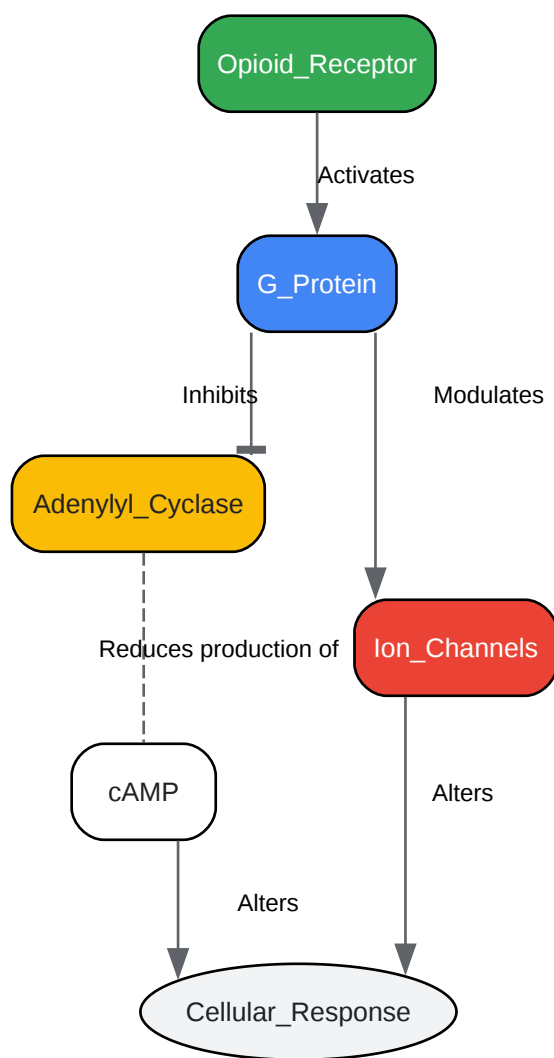 Opioid_Receptor
Activates
G_Protein
Inhibits
Modulates
Adenylyl_Cyclase
Reduces production of
Ion_Channels
cAMP
Alters
Alters
Cellular_Response